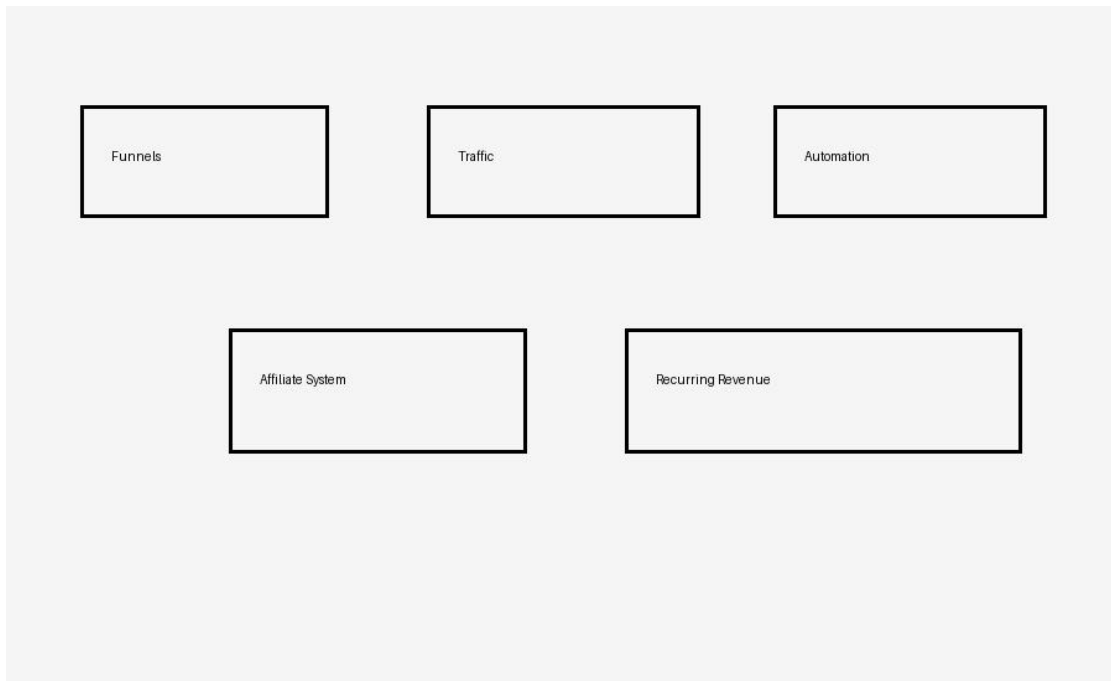 Funnels
Traffic
Automation
Affiliate System
Recurring Revenue